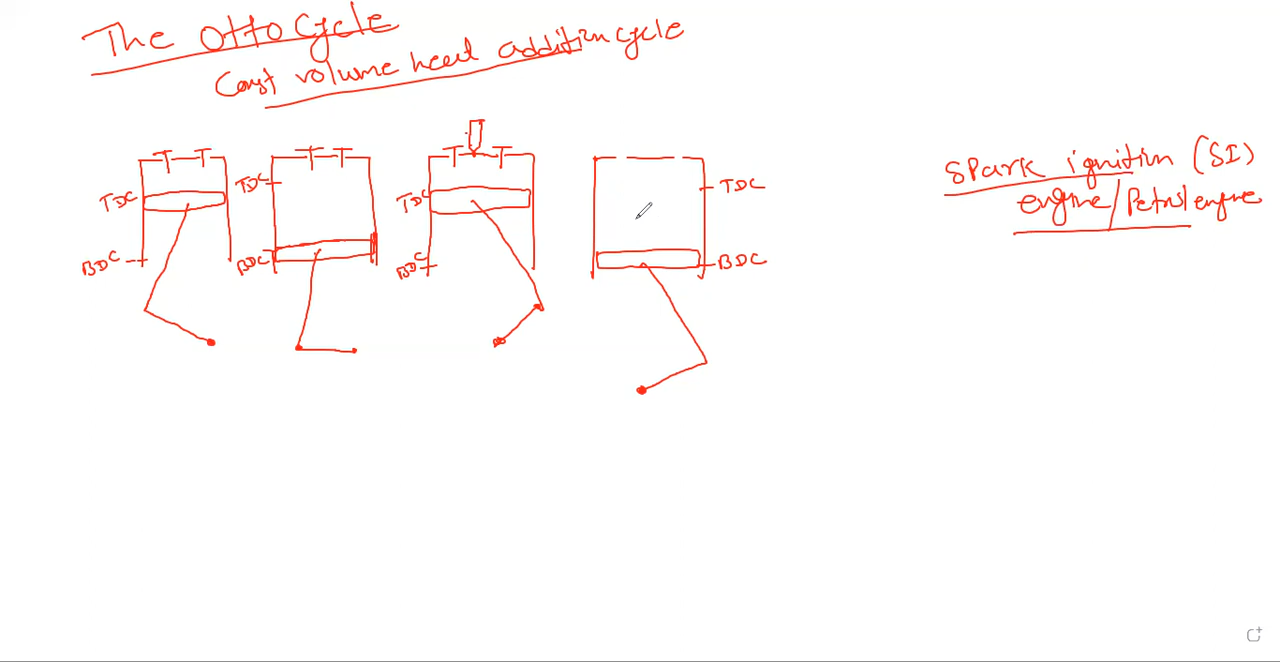 The Otto Cycle
Const volume heat addition cycle
Spark ignition (SI)
engine/Petrol engine
TDC
BDC
TDC
BDC
TDC
BDC
TDC
BDC